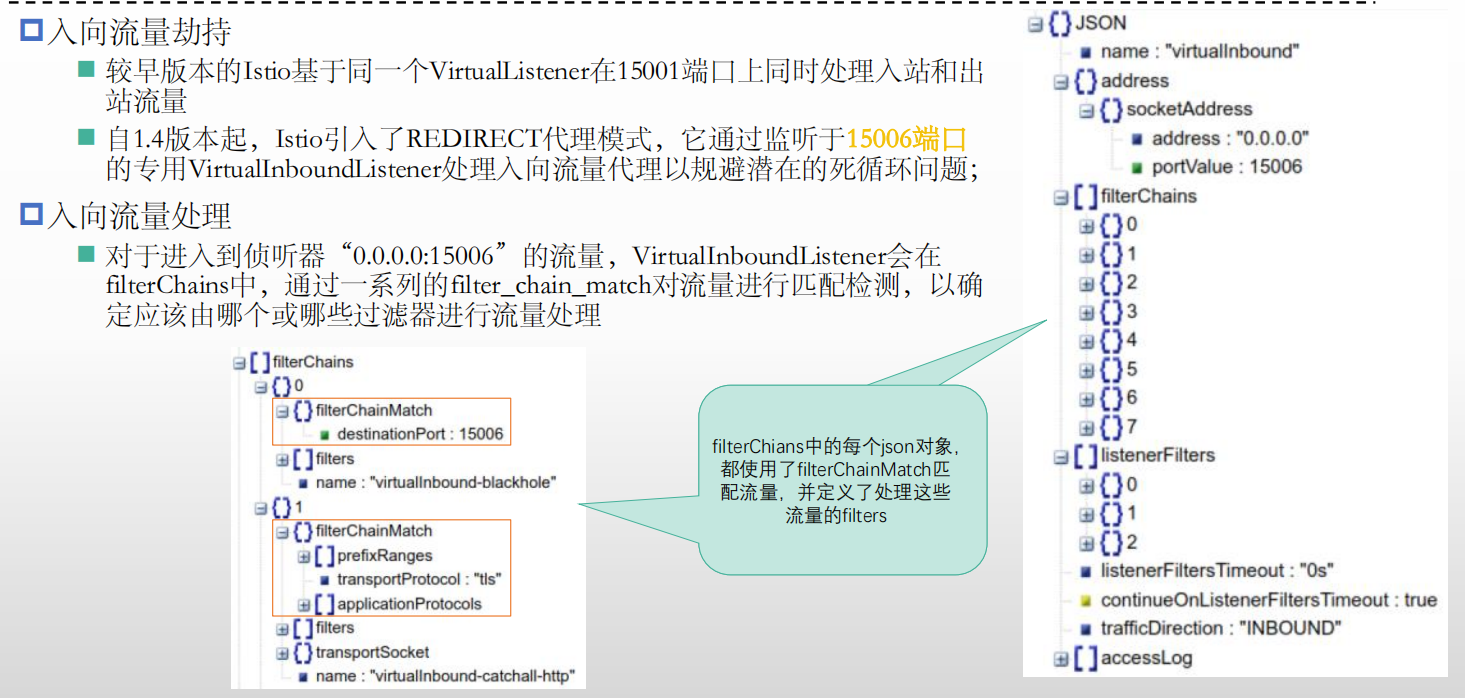 入向流量劫持
较早版本的Istio基于同一个VirtualListener在15001端口上同时处理入站和出
站流量
自1.4版本起，Istio引入了REDIRECT代理模式，它通过监听于15006端口
的专用VirtualInboundListener处理入向流量代理以规避潜在的死循环问题；
入向流量处理
对于进入到侦听器“0.0.0.0:15006”的流量，VirtualInboundListener会在
filterChains中，通过一系列的filter_chain_match对流量进行匹配检测，以确
定应该由哪个或哪些过滤器进行流量处理
filterChains
0
filterChainMatch
destinationPort : 15006
filters
name : "virtualInbound-blackhole"
1
filterChainMatch
prefixRanges
transportProtocol : "tls"
applicationProtocols
filters
transportSocket
name : "virtualInbound-catchall-http"
filterChians中的每个json对象，
都使用了filterChainMatch匹
配流量，并定义了处理这些
流量的filters
JSON
name : "virtualInbound"
address
socketAddress
address : "0.0.0.0"
portValue : 15006
filterChains
0
1
2
3
4
5
6
7
listenerFilters
0
1
2
listenerFiltersTimeout : "0s"
continueOnListenerFiltersTimeout : true
trafficDirection : "INBOUND"
accessLog